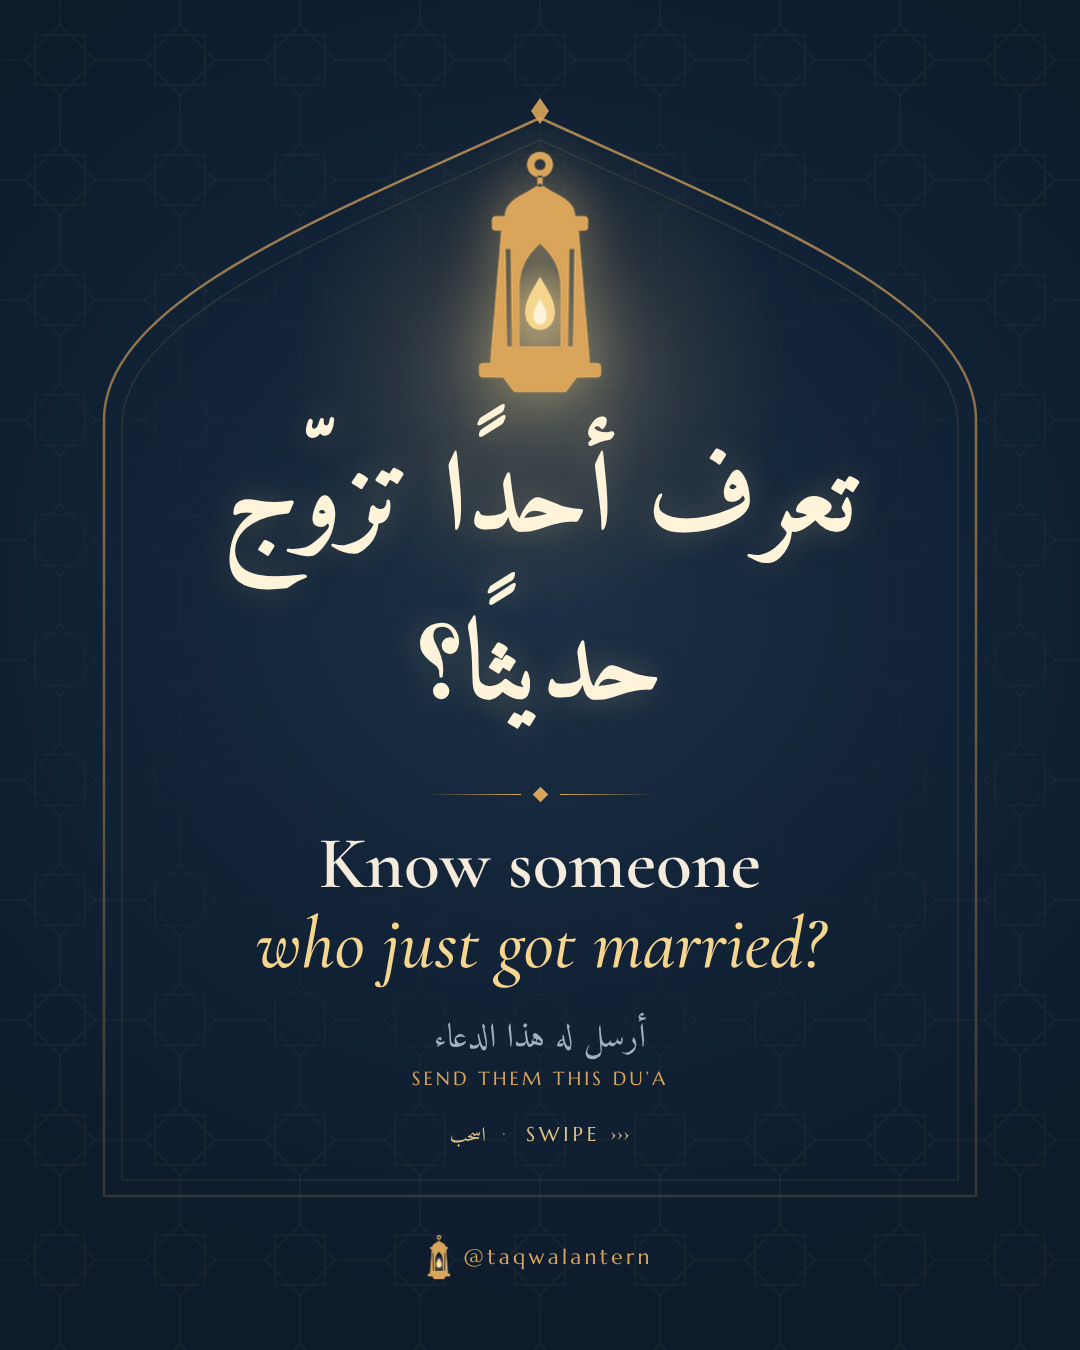 تعرف أحدًا تزوّج
حديثًا؟
Know someone
who just got married?
أرسل له هذا الدعاء
SEND THEM THIS DU’A
اسحب · SWIPE ›››
@taqwalantern